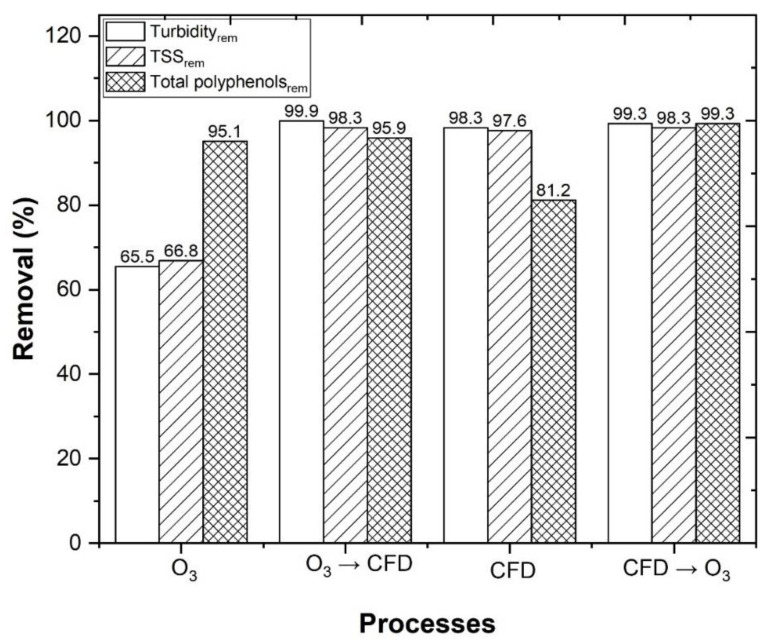 Turbidity_rem
TSS_rem
Total polyphenols_rem
120
100
80
60
40
20
0
Removal (%)
65.5 66.8 95.1
99.9 98.3 95.9
98.3 97.6 81.2
99.3 98.3 99.3
O₃ O₃ → CFD CFD CFD → O₃
Processes